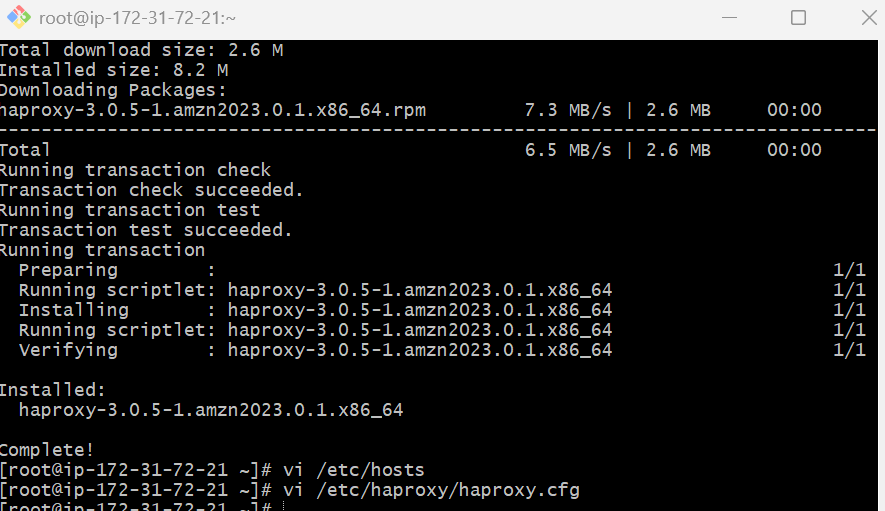 root@ip-172-31-72-21:~
Total download size: 2.6 M
Installed size: 8.2 M
Downloading Packages:
haproxy-3.0.5-1.amzn2023.0.1.x86_64.rpm         7.3 MB/s | 2.6 MB     00:00
--------------------------------------------------------------------------------
Total                                           6.5 MB/s | 2.6 MB     00:00
Running transaction check
Transaction check succeeded.
Running transaction test
Transaction test succeeded.
Running transaction
  Preparing        :                                                        1/1
  Running scriptlet: haproxy-3.0.5-1.amzn2023.0.1.x86_64                    1/1
  Installing       : haproxy-3.0.5-1.amzn2023.0.1.x86_64                    1/1
  Running scriptlet: haproxy-3.0.5-1.amzn2023.0.1.x86_64                    1/1
  Verifying        : haproxy-3.0.5-1.amzn2023.0.1.x86_64                    1/1
Installed:
  haproxy-3.0.5-1.amzn2023.0.1.x86_64
Complete!
[root@ip-172-31-72-21 ~]# vi /etc/hosts
[root@ip-172-31-72-21 ~]# vi /etc/haproxy/haproxy.cfg
[root@ip-172-31-72-21 ~]#